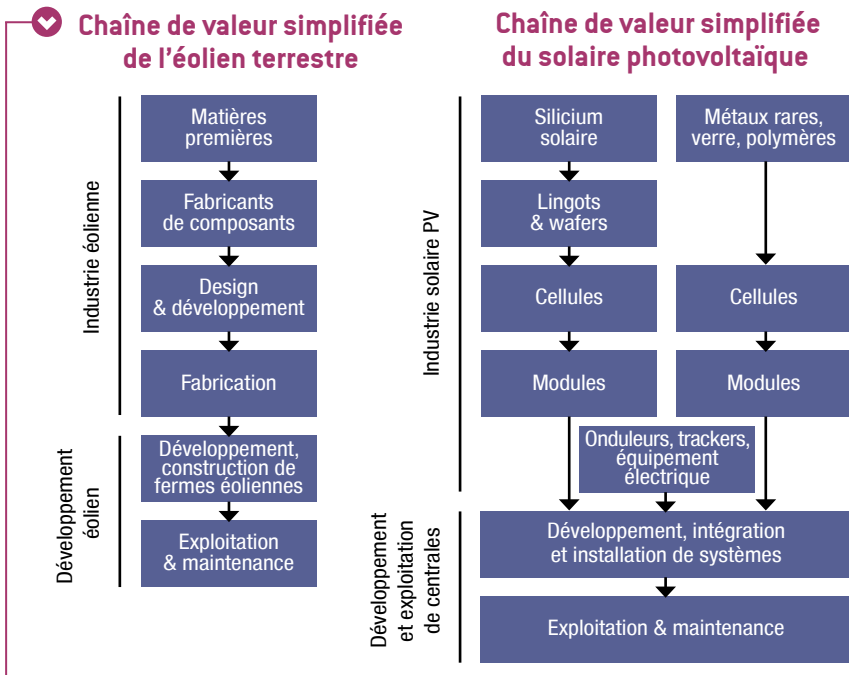 Chaîne de valeur simplifiée
de l'éolien terrestre
Industrie éolienne
Matières
premières
Fabricants
de composants
Design
& développement
Fabrication
Développement
éolien
Développement,
construction de
fermes éoliennes
Exploitation
& maintenance
Chaîne de valeur simplifiée
du solaire photovoltaïque
Industrie solaire PV
Silicium
solaire
Métaux rares,
verre, polymères
Lingots
& wafers
Cellules
Cellules
Modules
Modules
Onduleurs, trackers,
équipement
électrique
Développement
et exploitation
de centrales
Développement, intégration
et installation de systèmes
Exploitation & maintenance